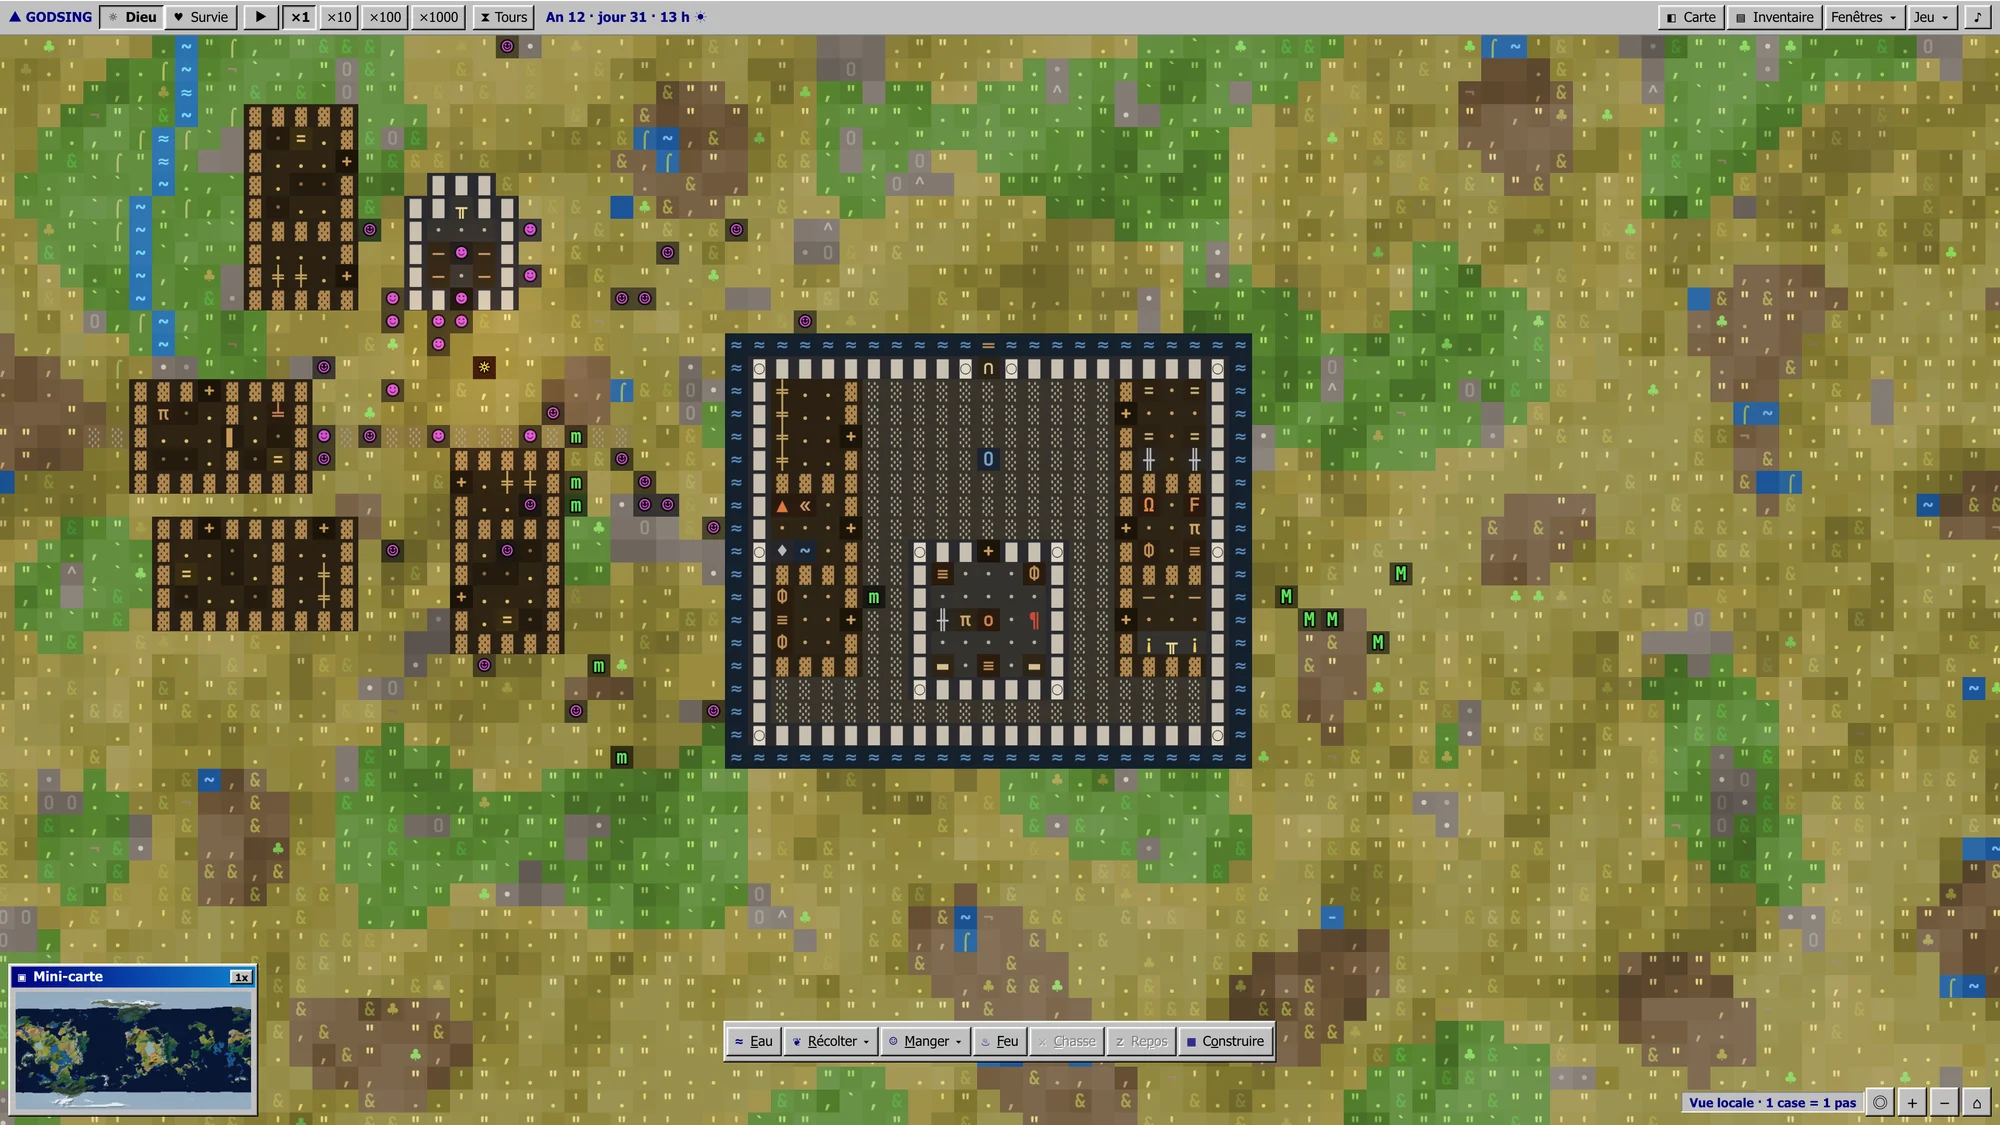 ▲ GODSING ☼ Dieu ♥ Survie ▶ ×1 ×10 ×100 ×1000 ⧗ Tours An 12 · jour 31 · 13 h ☀ ◧ Carte ▤ Inventaire Fenêtres ▾ Jeu ▾ ♪
▣ Mini-carte 1x
≈ Eau ❦ Récolter ▾ ☺ Manger ▾ ♨ Feu ⚔ Chasse z Repos ■ Construire
Vue locale · 1 case = 1 pas ◎ + − ⌂